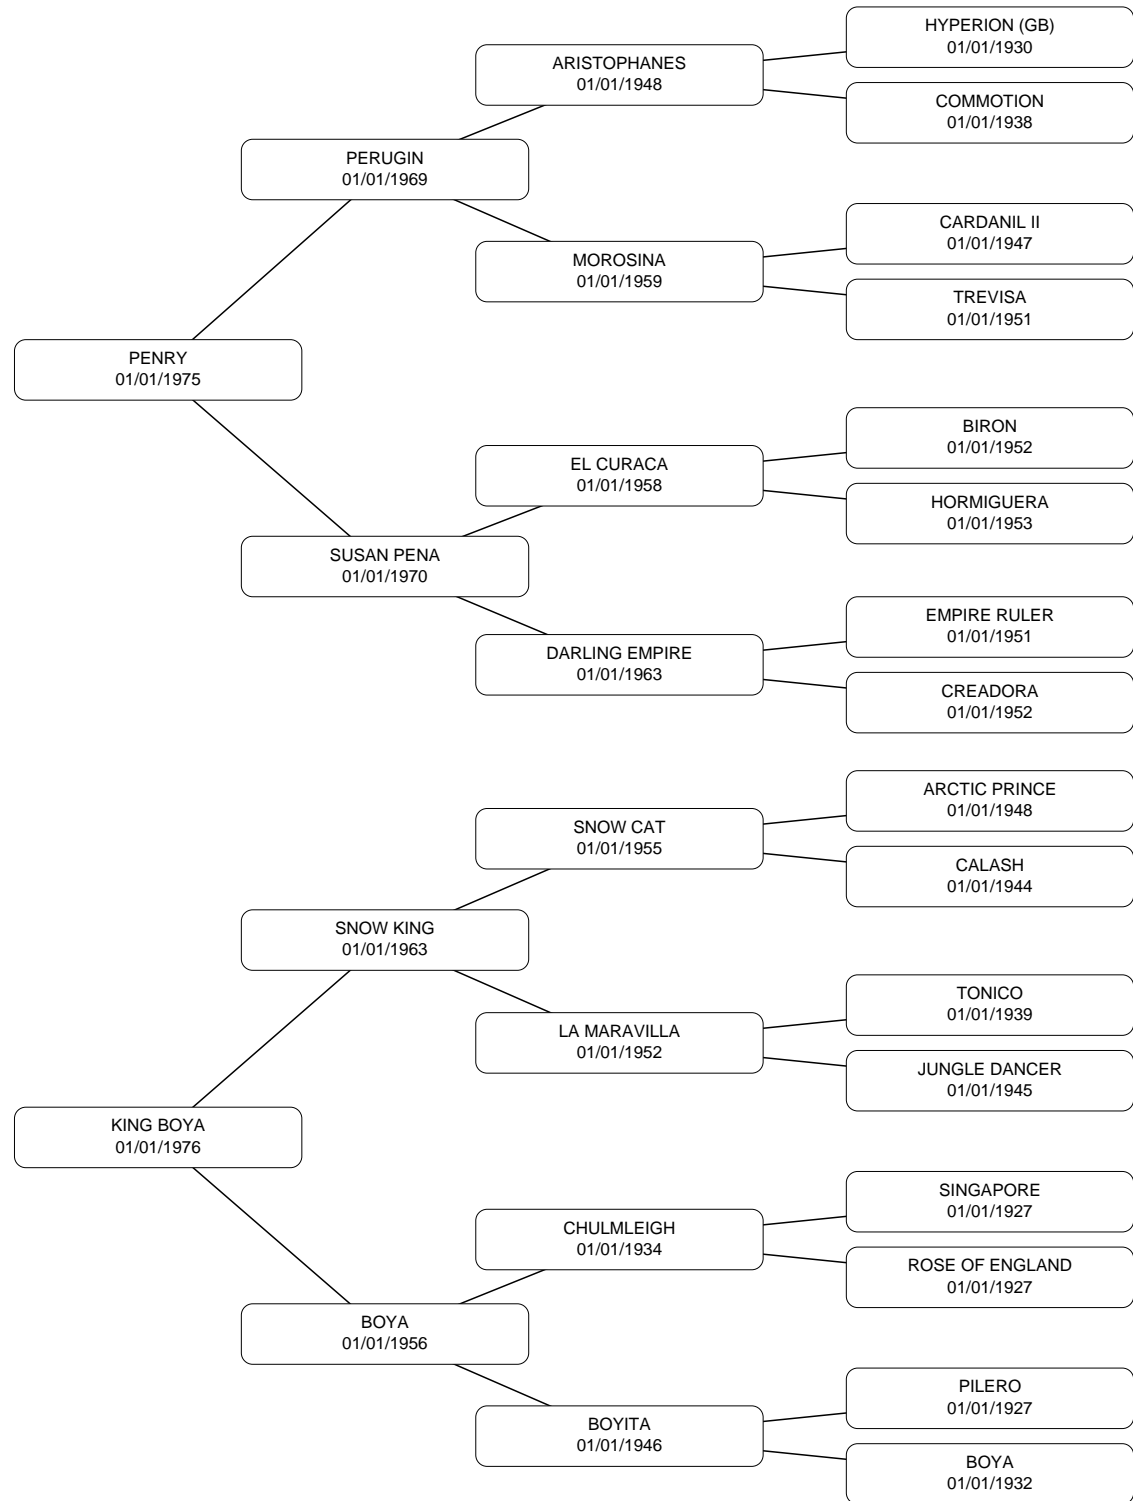 HYPERION (GB)
01/01/1930
ARISTOPHANES
01/01/1948
COMMOTION
01/01/1938
PERUGIN
01/01/1969
CARDANIL II
01/01/1947
MOROSINA
01/01/1959
TREVISA
01/01/1951
PENRY
01/01/1975
BIRON
01/01/1952
EL CURACA
01/01/1958
HORMIGUERA
01/01/1953
SUSAN PENA
01/01/1970
EMPIRE RULER
01/01/1951
DARLING EMPIRE
01/01/1963
CREADORA
01/01/1952
ARCTIC PRINCE
01/01/1948
SNOW CAT
01/01/1955
CALASH
01/01/1944
SNOW KING
01/01/1963
TONICO
01/01/1939
LA MARAVILLA
01/01/1952
JUNGLE DANCER
01/01/1945
KING BOYA
01/01/1976
SINGAPORE
01/01/1927
CHULMLEIGH
01/01/1934
ROSE OF ENGLAND
01/01/1927
BOYA
01/01/1956
PILERO
01/01/1927
BOYITA
01/01/1946
BOYA
01/01/1932